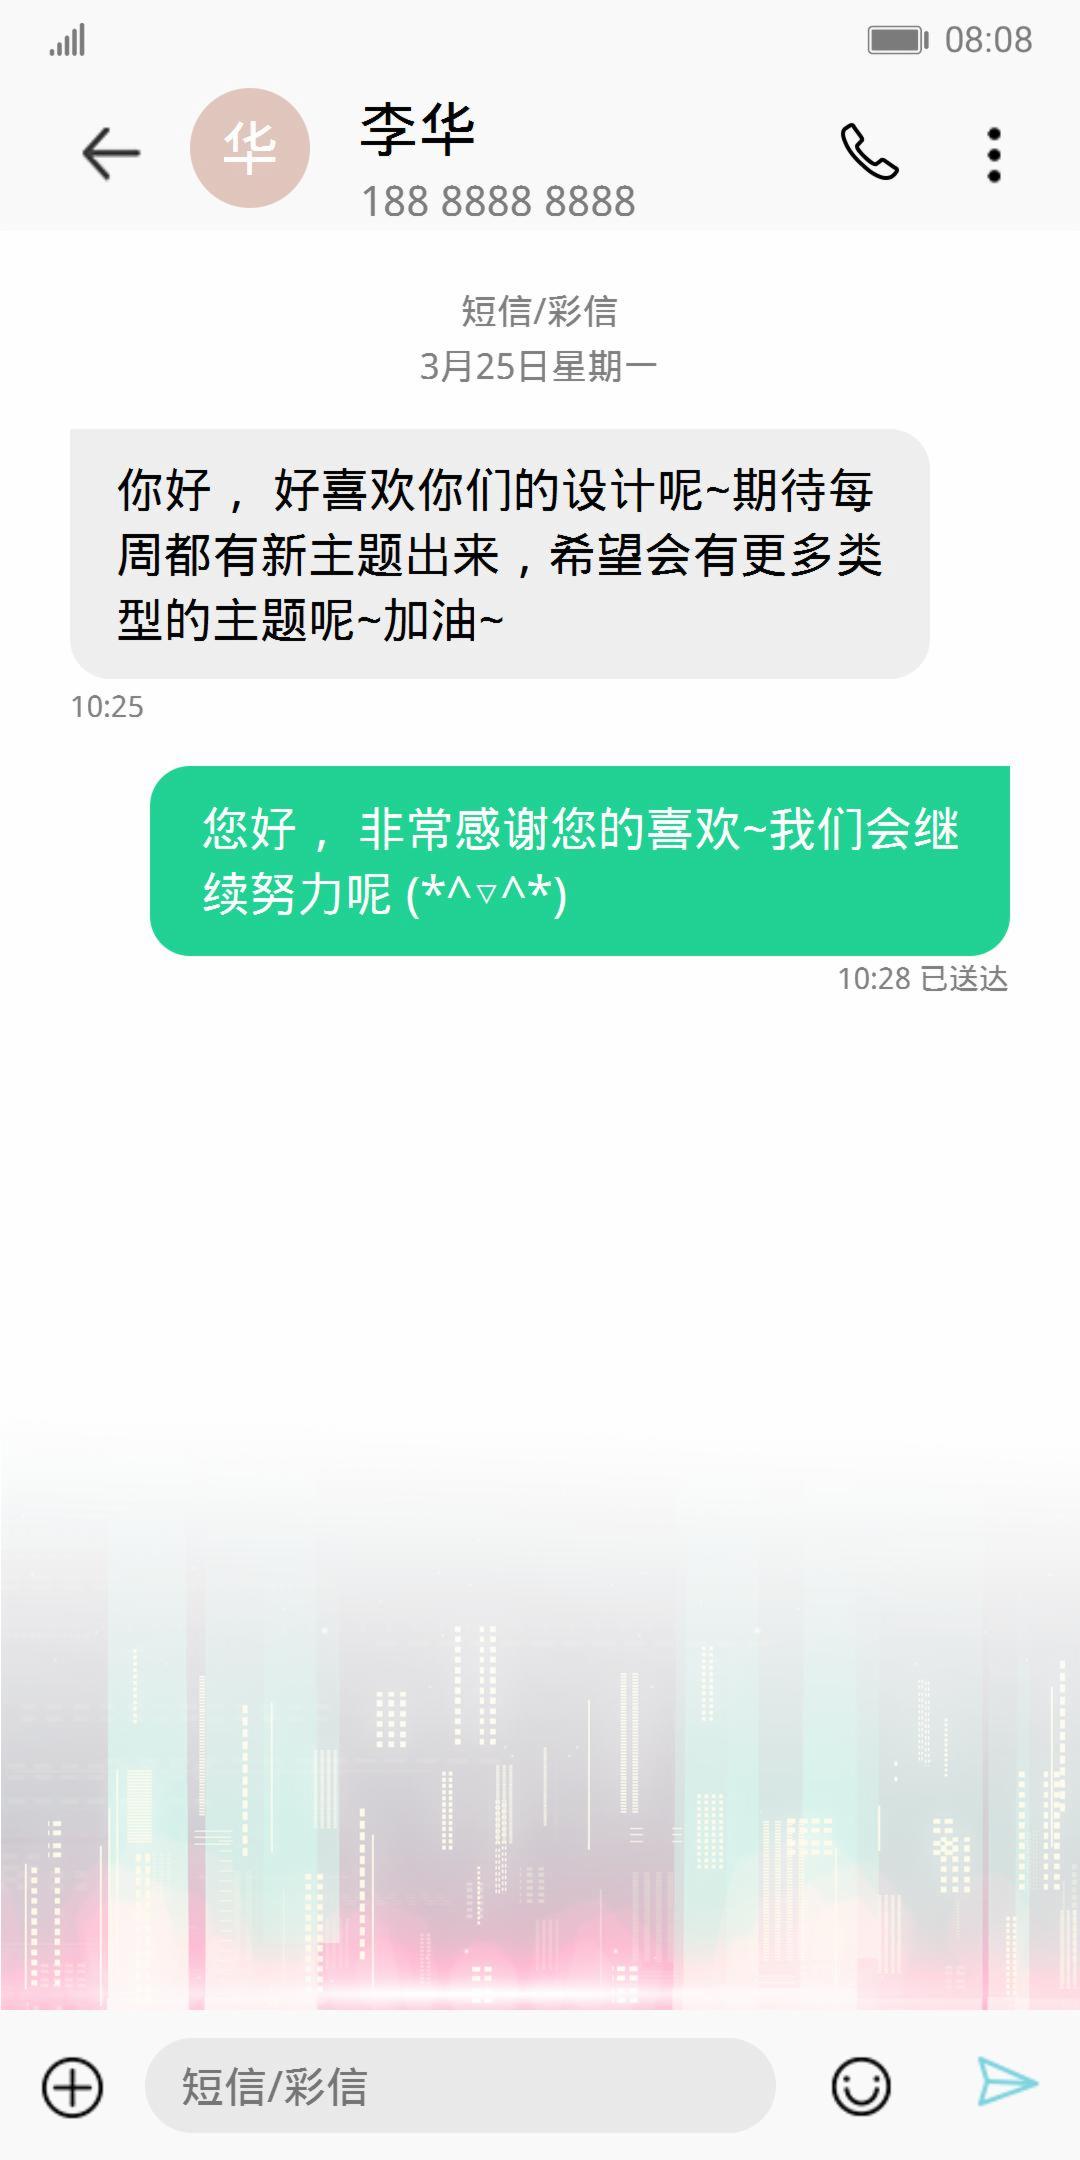 08:08
华
李华
188 8888 8888
短信/彩信
3月25日星期一
你好，好喜欢你们的设计呢~期待每
周都有新主题出来，希望会有更多类
型的主题呢~加油~
10:25
您好，非常感谢您的喜欢~我们会继
续努力呢 (*^▽^*)
10:28 已送达
短信/彩信